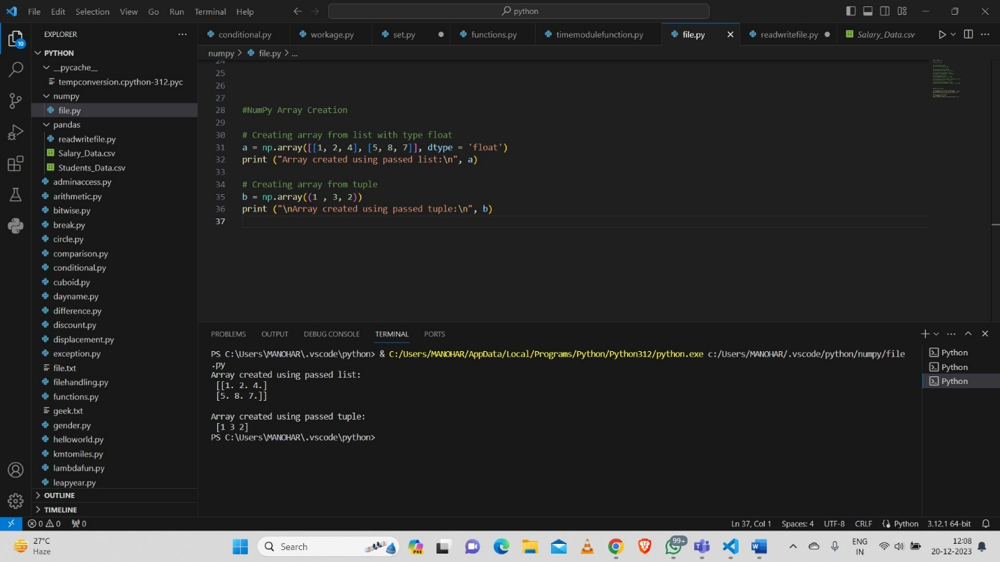 File Edit Selection View Go Run Terminal Help
python
EXPLORER
conditional.py workage.py set.py functions.py timemodulefunction.py file.py readwritefile.py Salary_Data.csv
10
PYTHON
numpy > file.py > ...
__pycache__
tempconversion.cpython-312.pyc
numpy
file.py
pandas
readwritefile.py
Salary_Data.csv
Students_Data.csv
adminaccess.py
arithmetic.py
bitwise.py
break.py
circle.py
comparison.py
conditional.py
cuboid.py
dayname.py
difference.py
discount.py
displacement.py
exception.py
file.txt
filehandling.py
functions.py
geek.txt
gender.py
helloworld.py
kmtomiles.py
lambdafun.py
leapyear.py
OUTLINE
TIMELINE
24
25
26
27
28 #NumPy Array Creation
29
30 # Creating array from list with type float
31 a = np.array([[1, 2, 4], [5, 8, 7]], dtype = 'float')
32 print ("Array created using passed list:\n", a)
33
34 # Creating array from tuple
35 b = np.array((1 , 3, 2))
36 print ("\nArray created using passed tuple:\n", b)
37
PROBLEMS OUTPUT DEBUG CONSOLE TERMINAL PORTS
PS C:\Users\MANOHAR\.vscode\python> & C:/Users/MANOHAR/AppData/Local/Programs/Python/Python312/python.exe c:/Users/MANOHAR/.vscode/python/numpy/file
.py
Array created using passed list:
[[1. 2. 4.]
[5. 8. 7.]]
Array created using passed tuple:
[1 3 2]
PS C:\Users\MANOHAR\.vscode\python>
Python
Python
Python
0 0 0
Ln 37, Col 1 Spaces: 4 UTF-8 CRLF Python 3.12.1 64-bit
27°C
Haze
Search
PRE
99+
ENG
IN
12:08
20-12-2023